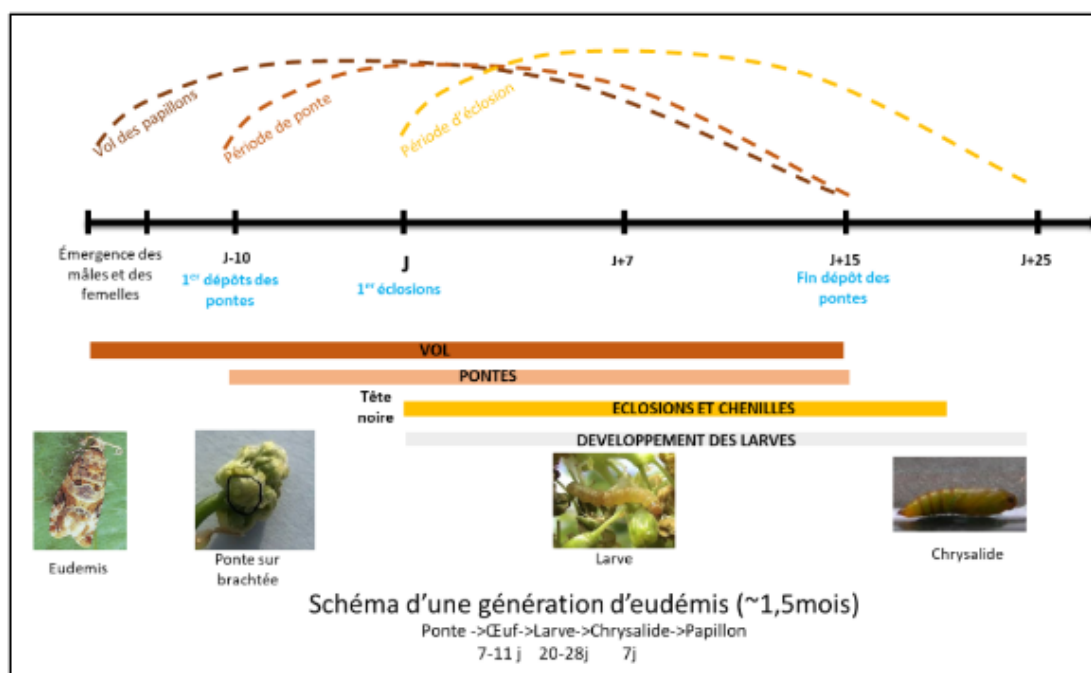 Vol des papillons
Période de ponte
Période d'éclosion
Émergence des
mâles et des
femelles
J-10
1er dépôts des
pontes
J
1er éclosions
J+7
J+15
Fin dépôt des
pontes
J+25
VOL
PONTES
Tête
noire
ECLOSIONS ET CHENILLES
DEVELOPPEMENT DES LARVES
Eudemis
Ponte sur
brachtée
Larve
Chrysalide
Schéma d'une génération d'eudémis (~1,5mois)
Ponte ->Œuf->Larve->Chrysalide->Papillon
7-11 j 20-28j 7j